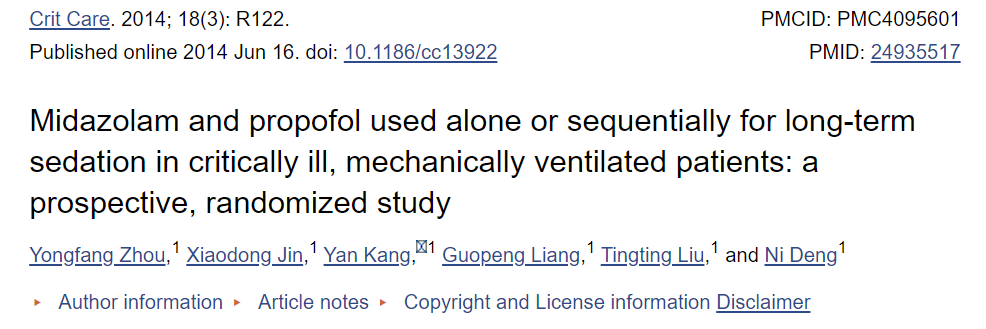 Crit Care. 2014; 18(3): R122. PMCID: PMC4095601
Published online 2014 Jun 16. doi: 10.1186/cc13922 PMID: 24935517
Midazolam and propofol used alone or sequentially for long-term
sedation in critically ill, mechanically ventilated patients: a
prospective, randomized study
Yongfang Zhou,1 Xiaodong Jin,1 Yan Kang,1 Guopeng Liang,1 Tingting Liu,1 and Ni Deng1
Author information Article notes Copyright and License information Disclaimer